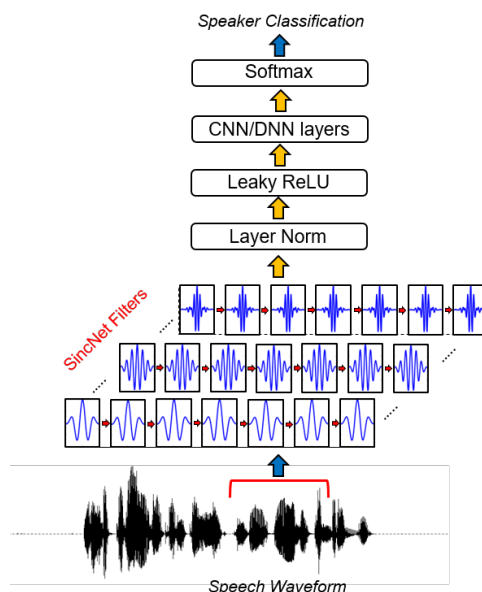 Speaker Classification
Softmax
CNN/DNN layers
Leaky ReLU
Layer Norm
SincNet Filters
Speech Waveform